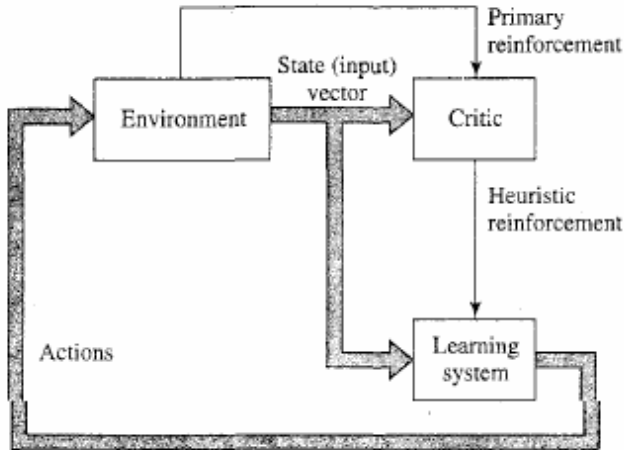 Primary
reinforcement
State (input)
vector
Environment
Critic
Heuristic
reinforcement
Actions
Learning
system